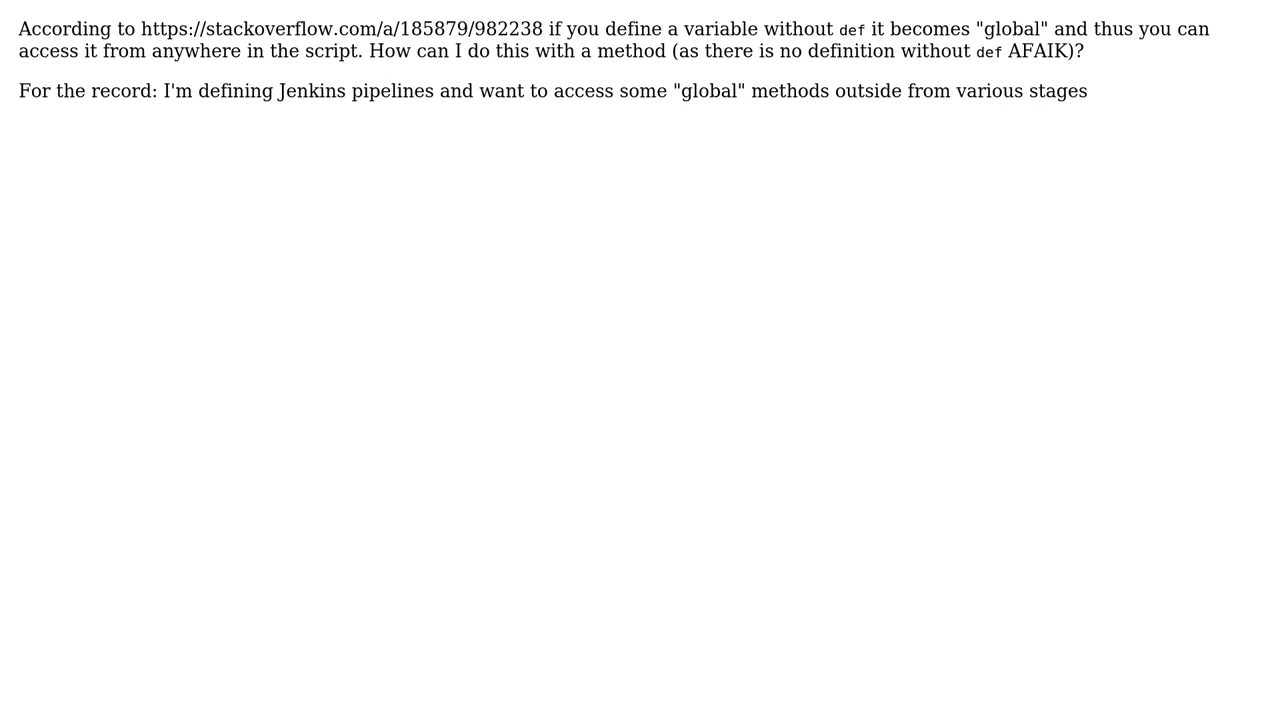 According to https://stackoverflow.com/a/185879/982238 if you define a variable without def it becomes "global" and thus you can
access it from anywhere in the script. How can I do this with a method (as there is no definition without def AFAIK)?
For the record: I'm defining Jenkins pipelines and want to access some "global" methods outside from various stages